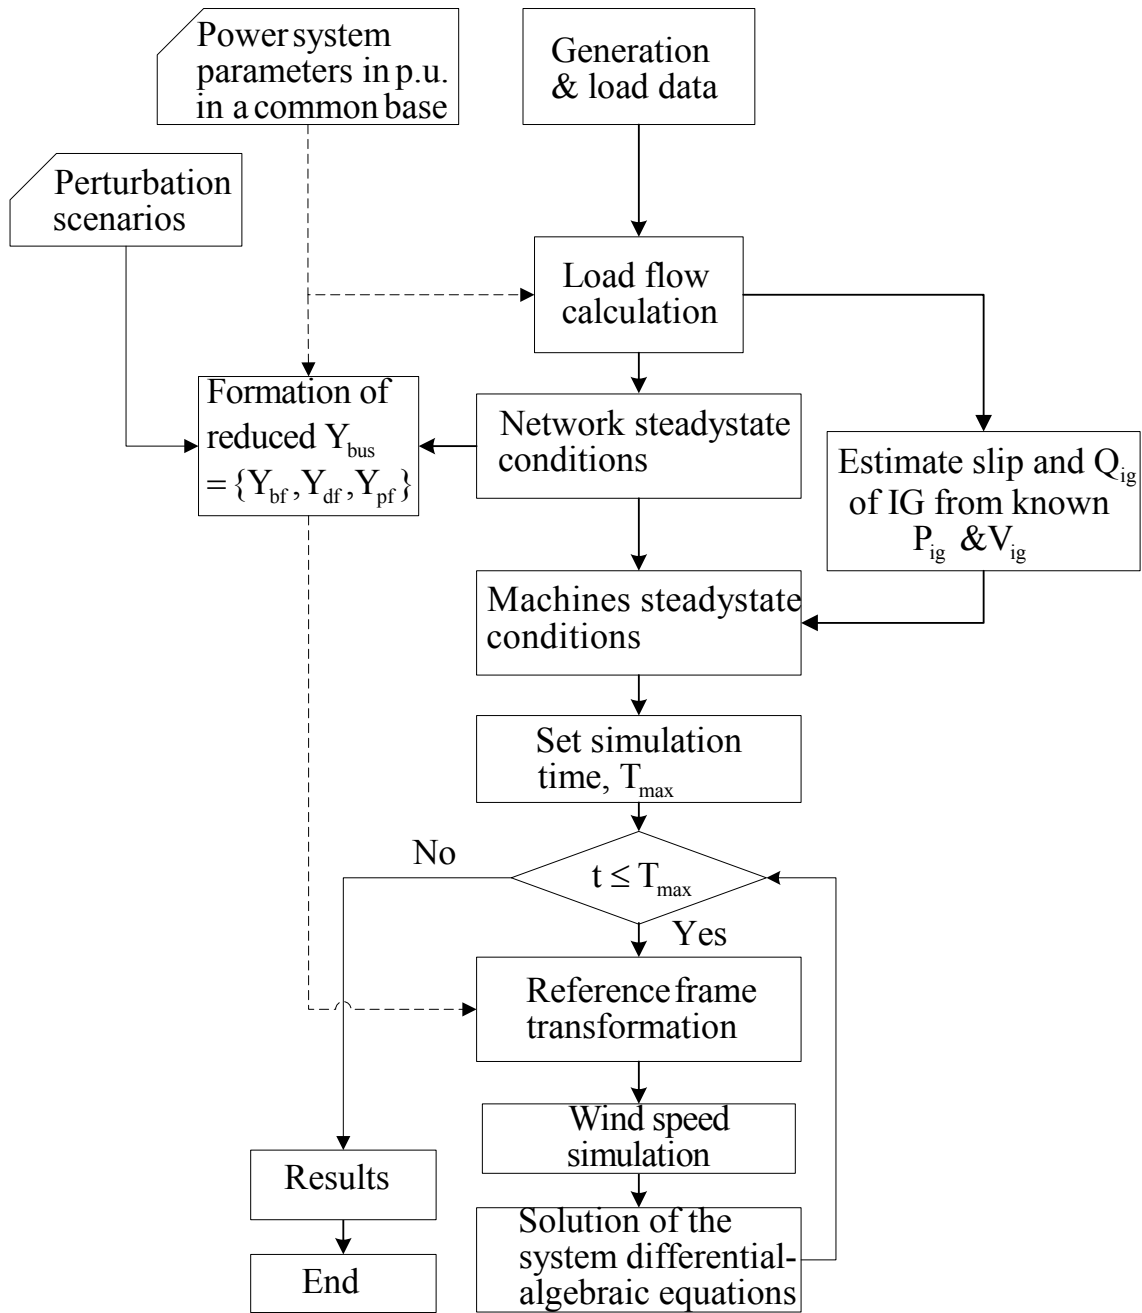 Power system
parameters in p.u.
in a common base
Generation
& load data
Perturbation
scenarios
Load flow
calculation
Formation of
reduced Y_bus
= {Y_bf, Y_df, Y_pf}
Network steadystate
conditions
Estimate slip and Q_ig
of IG from known
P_ig &V_ig
Machines steadystate
conditions
Set simulation
time, T_max
No
t ≤ T_max
Yes
Reference frame
transformation
Wind speed
simulation
Results
Solution of the
system differential-
algebraic equations
End